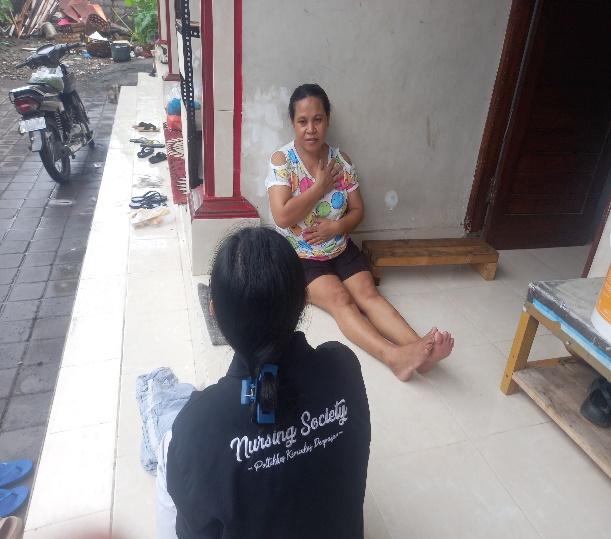 Nursing Society
- Poltekkes Kemenkes Denpasar -